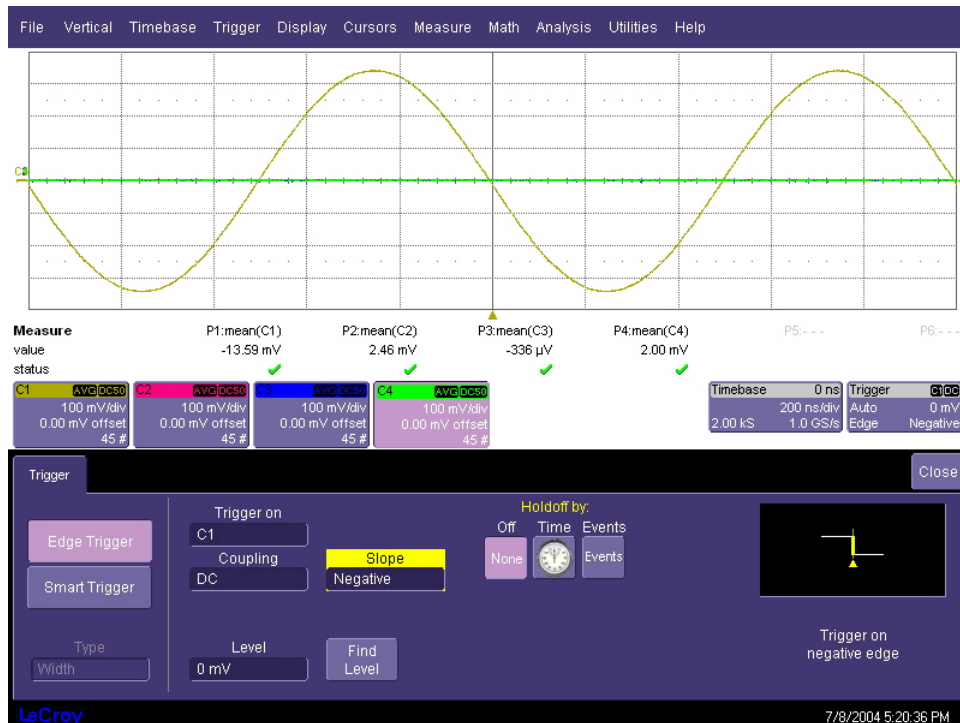 File Vertical Timebase Trigger Display Cursors Measure Math Analysis Utilities Help
Measure P1:mean(C1) P2:mean(C2) P3:mean(C3) P4:mean(C4) P5:- - - P6:- - -
value -13.59 mV 2.46 mV -336 µV 2.00 mV
status
C1 AVG DC50 C2 AVG DC50 C3 AVG DC50 C4 AVG DC50 Timebase 0 ns Trigger C1 DC
100 mV/div 100 mV/div 100 mV/div 100 mV/div 200 ns/div Auto 0 mV
0.00 mV offset 0.00 mV offset 0.00 mV offset 0.00 mV offset 2.00 kS 1.0 GS/s Edge Negative
45 # 45 # 45 # 45 #
Trigger Close
Edge Trigger
Smart Trigger
Type
Width
Trigger on
C1
Coupling
DC
Slope
Negative
Level
0 mV
Find
Level
Holdoff by:
Off Time Events
None Events
Trigger on
negative edge
LeCroy 7/8/2004 5:20:36 PM